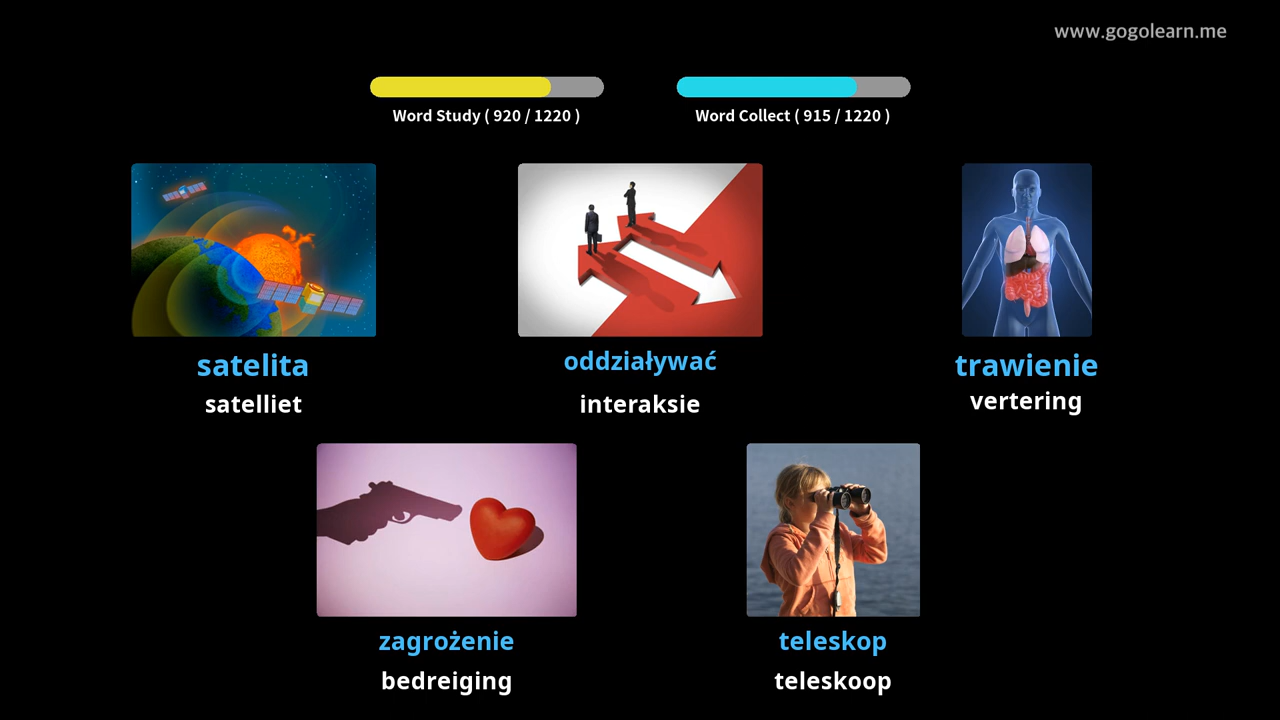 www.gogolearn.me
Word Study ( 920 / 1220 )
Word Collect ( 915 / 1220 )
satelita
satelliet
oddziaływać
interaksie
trawienie
vertering
zagrożenie
bedreiging
teleskop
teleskoop